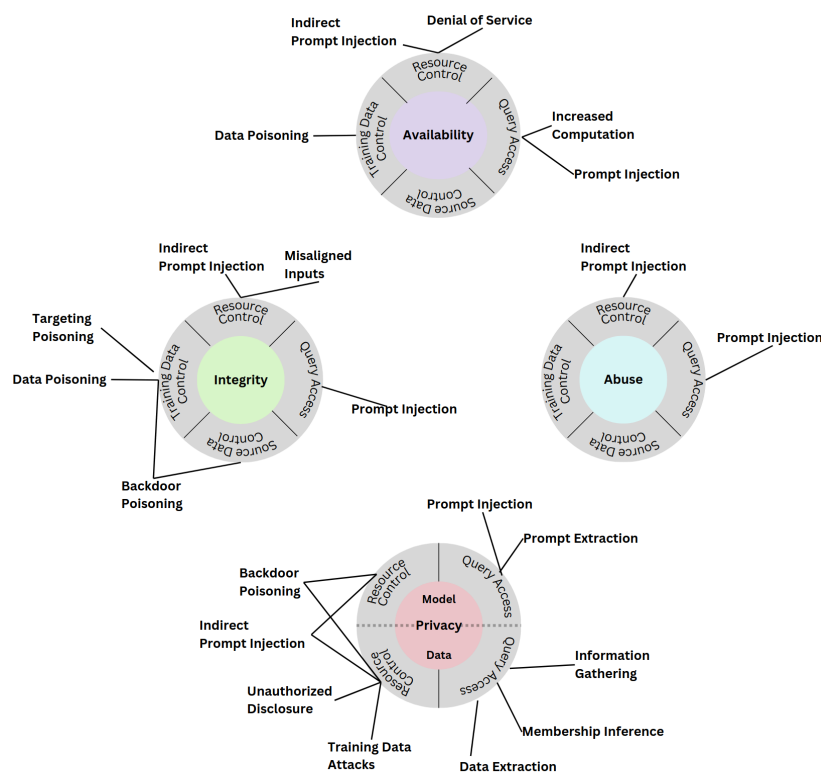 Indirect
Prompt Injection
Denial of Service
Resource
Control
Training Data
Control
Availability
Query Access
Source Data
Control
Data Poisoning
Increased
Computation
Prompt Injection
Indirect
Prompt Injection
Misaligned
Inputs
Targeting
Poisoning
Data Poisoning
Resource
Control
Training Data
Control
Integrity
Query Access
Source Data
Control
Prompt Injection
Backdoor
Poisoning
Indirect
Prompt Injection
Resource
Control
Training Data
Control
Abuse
Query Access
Source Data
Control
Prompt Injection
Prompt Injection
Prompt Extraction
Backdoor
Poisoning
Resource
Control
Query Access
Model
Privacy
Data
Indirect
Prompt Injection
Resource
Control
Query Access
Information
Gathering
Unauthorized
Disclosure
Membership Inference
Training Data
Attacks
Data Extraction